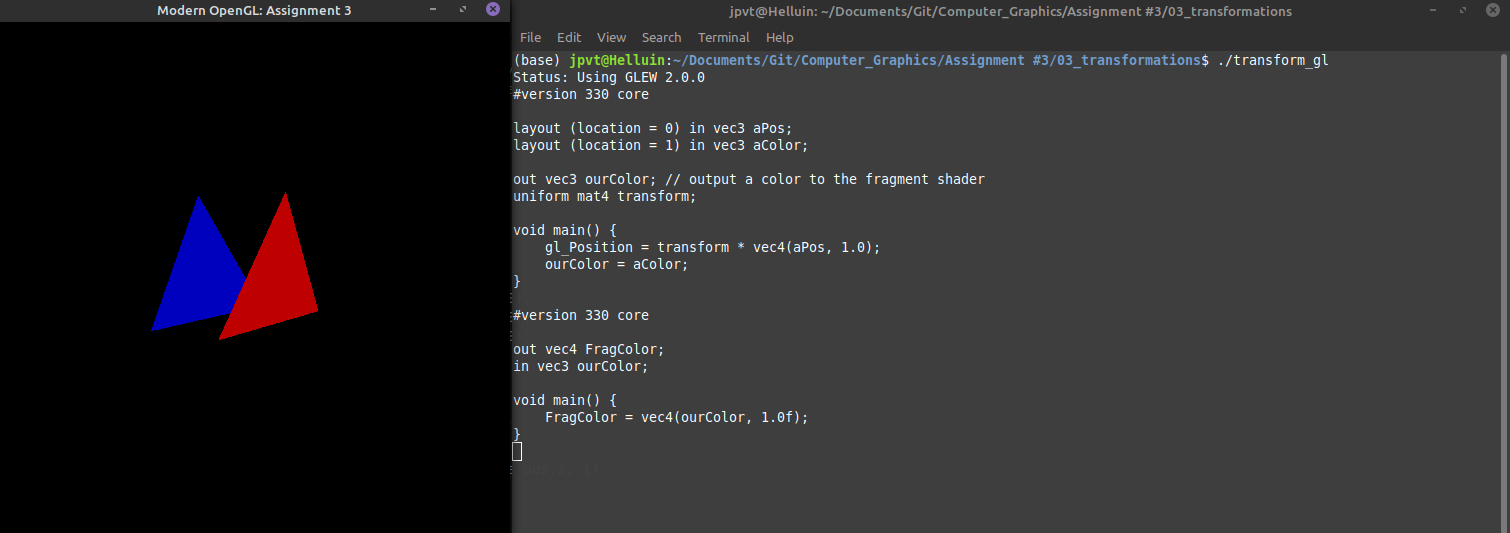 Modern OpenGL: Assignment 3
jpvt@Helluin: ~/Documents/Git/Computer_Graphics/Assignment #3/03_transformations
File Edit View Search Terminal Help
(base) jpvt@Helluin:~/Documents/Git/Computer_Graphics/Assignment #3/03_transformations$ ./transform_gl
Status: Using GLEW 2.0.0
#version 330 core
layout (location = 0) in vec3 aPos;
layout (location = 1) in vec3 aColor;
out vec3 ourColor; // output a color to the fragment shader
uniform mat4 transform;
void main() {
    gl_Position = transform * vec4(aPos, 1.0);
    ourColor = aColor;
}
#version 330 core
out vec4 FragColor;
in vec3 ourColor;
void main() {
    FragColor = vec4(ourColor, 1.0f);
}